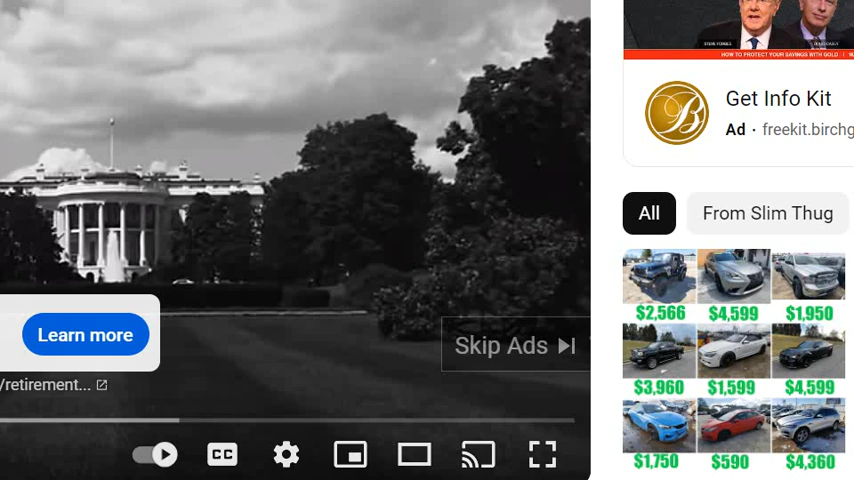 HOW TO PROTECT YOUR SAVINGS WITH GOLD
Get Info Kit
Ad · freekit.birchg
All
From Slim Thug
$2,566 $4,599 $1,950
$3,960 $1,599 $4,599
$1,750 $590 $4,360
Learn more
Skip Ads
/retirement...
CC